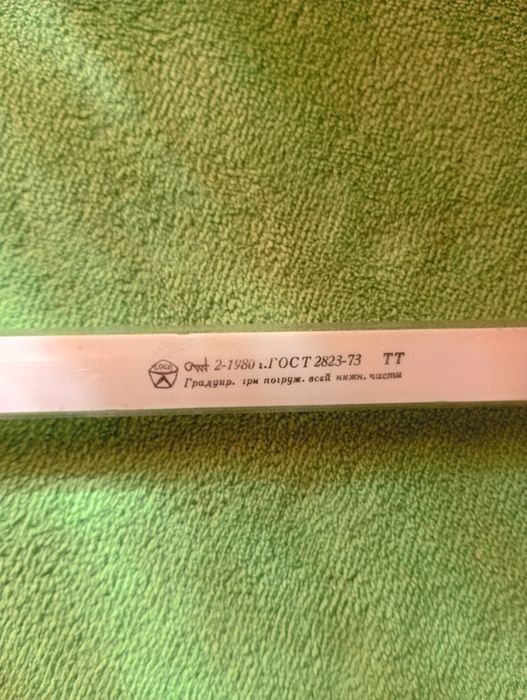 2-1980 г. ГОСТ 2823-73 ТТ
Градуир. при погруж. всей нижн. части